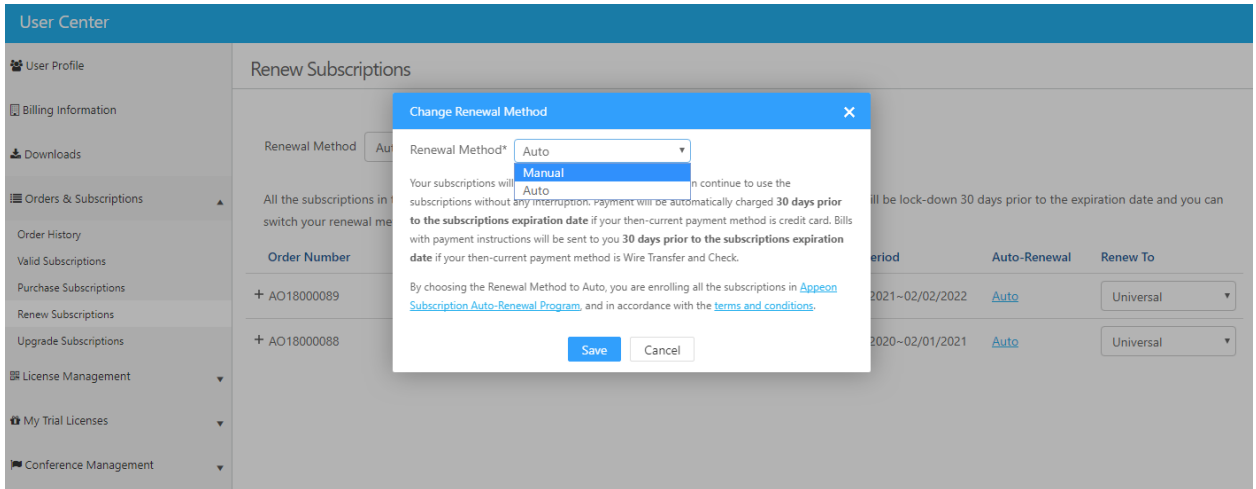 User Center
User Profile
Billing Information
Downloads
Orders & Subscriptions
Order History
Valid Subscriptions
Purchase Subscriptions
Renew Subscriptions
Upgrade Subscriptions
License Management
My Trial Licenses
Conference Management
Renew Subscriptions
Renewal Method
All the subscriptions in
ill be lock-down 30 days prior to the expiration date and you can
switch your renewal me
Order Number
eriod
Auto-Renewal
Renew To
+ AO18000089
2021~02/02/2022
Auto
Universal
+ AO18000088
2020~02/01/2021
Auto
Universal
Change Renewal Method
Renewal Method*
Auto
Manual
Auto
Your subscriptions will
n continue to use the
subscriptions without any interruption. Payment will be automatically charged 30 days prior
to the subscriptions expiration date if your then-current payment method is credit card. Bills
with payment instructions will be sent to you 30 days prior to the subscriptions expiration
date if your then-current payment method is Wire Transfer and Check.
By choosing the Renewal Method to Auto, you are enrolling all the subscriptions in Appeon
Subscription Auto-Renewal Program, and in accordance with the terms and conditions.
Save
Cancel